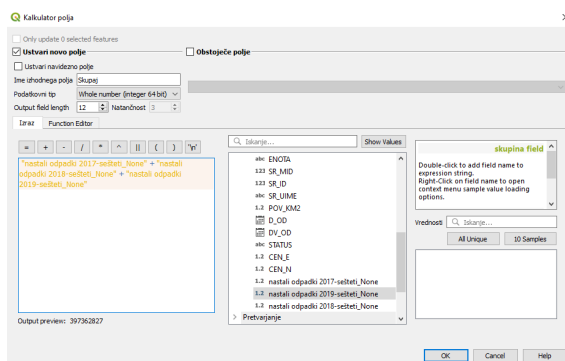 Kalkulator polja
Only update 0 selected features
Ustvari novo polje
Obstoječe polje
Ustvari navidezno polje
Ime izhodnega polja Skupaj
Podatkovni tip Whole number (integer 64 bit)
Output field length 12 Natančnost 3
Izraz Function Editor
= + - / * ^ || ( ) '\n'
"nastali odpadki 2017-sešteti_None" + "nastali
odpadki 2018-sešteti_None" + "nastali odpadki
2019-sešteti_None"
Output preview: 397362827
Iskanje... Show Values
abc ENOTA
123 SR_MID
123 SR_ID
abc SR_UIME
1.2 POV_KM2
D_OD
DV_OD
abc STATUS
1.2 CEN_E
1.2 CEN_N
1.2 nastali odpadki 2017-sešteti_None
1.2 nastali odpadki 2019-sešteti_None
1.2 nastali odpadki 2018-sešteti_None
Pretvarjanje
skupina field
Double-click to add field name to
expression string.
Right-Click on field name to open
context menu sample value loading
options.
Vrednosti Iskanje...
All Unique 10 Samples
OK Cancel Help